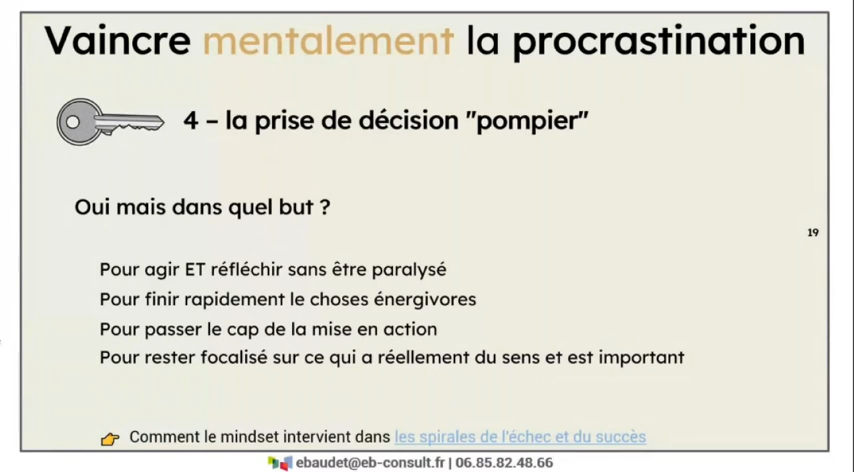 Vaincre mentalement la procrastination
4 – la prise de décision "pompier"
Oui mais dans quel but ?
19
Pour agir ET réfléchir sans être paralysé
Pour finir rapidement le choses énergivores
Pour passer le cap de la mise en action
Pour rester focalisé sur ce qui a réellement du sens et est important
👉 Comment le mindset intervient dans les spirales de l'échec et du succès
ebaudet@eb-consult.fr | 06.85.82.48.66